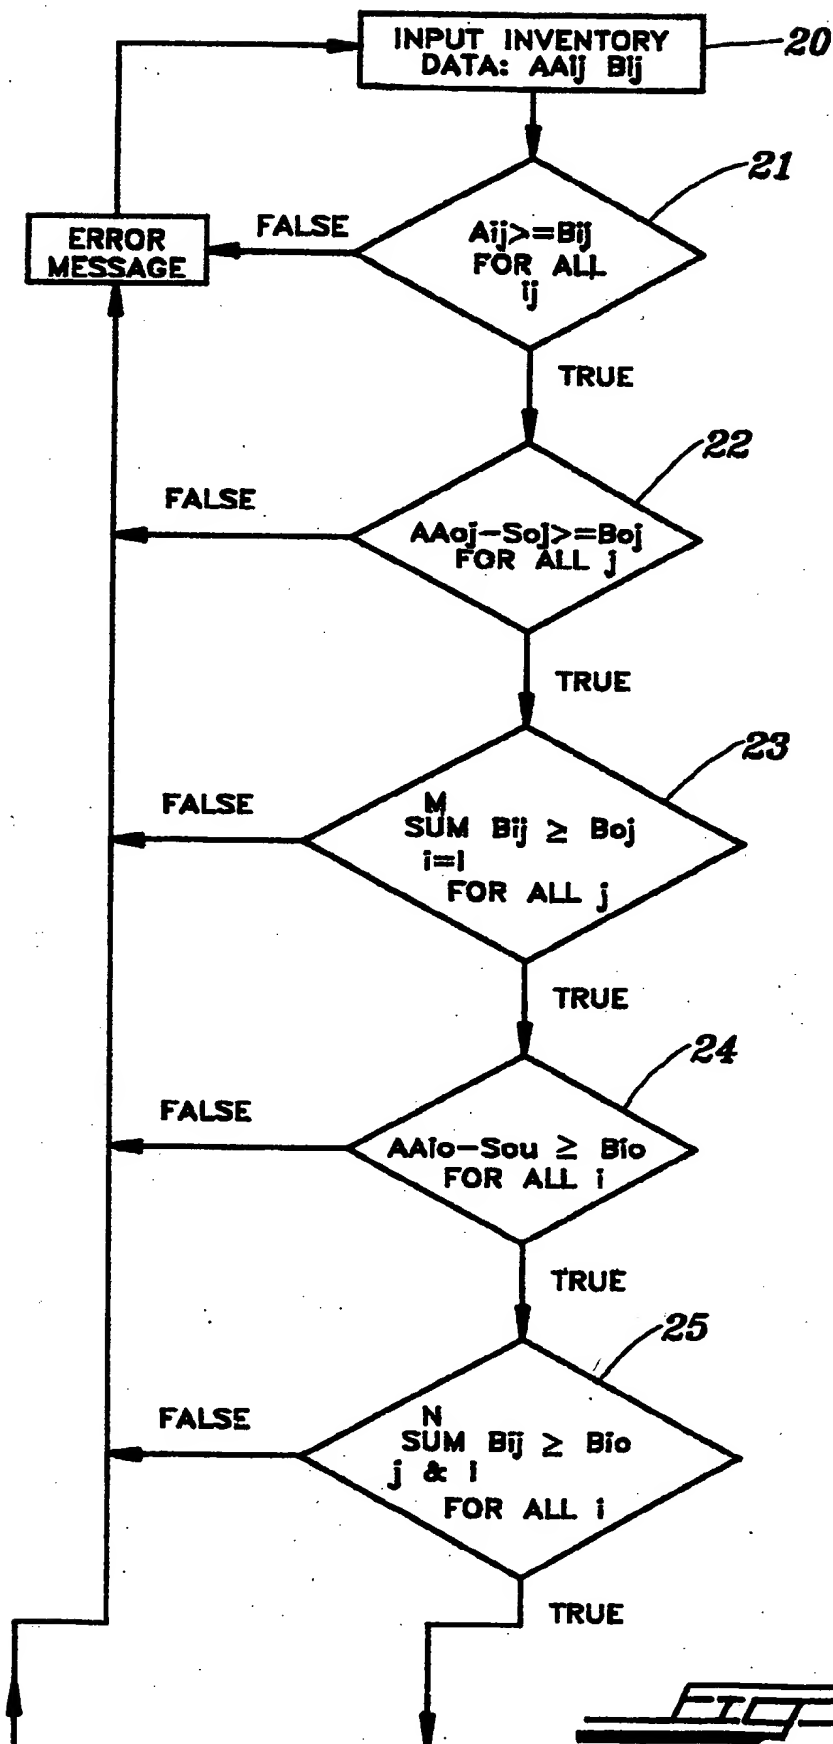 INPUT INVENTORY
DATA: AAij Bij
20
21
FALSE
Aij>=Bij
FOR ALL
ij
ERROR
MESSAGE
TRUE
22
FALSE
AAoj-Soj>=Boj
FOR ALL j
TRUE
23
FALSE
M
SUM Bij ≥ Boj
i=1
FOR ALL j
TRUE
24
FALSE
AAio-Sou ≥ Bio
FOR ALL i
TRUE
25
FALSE
N
SUM Bij ≥ Bio
j & i
FOR ALL i
TRUE